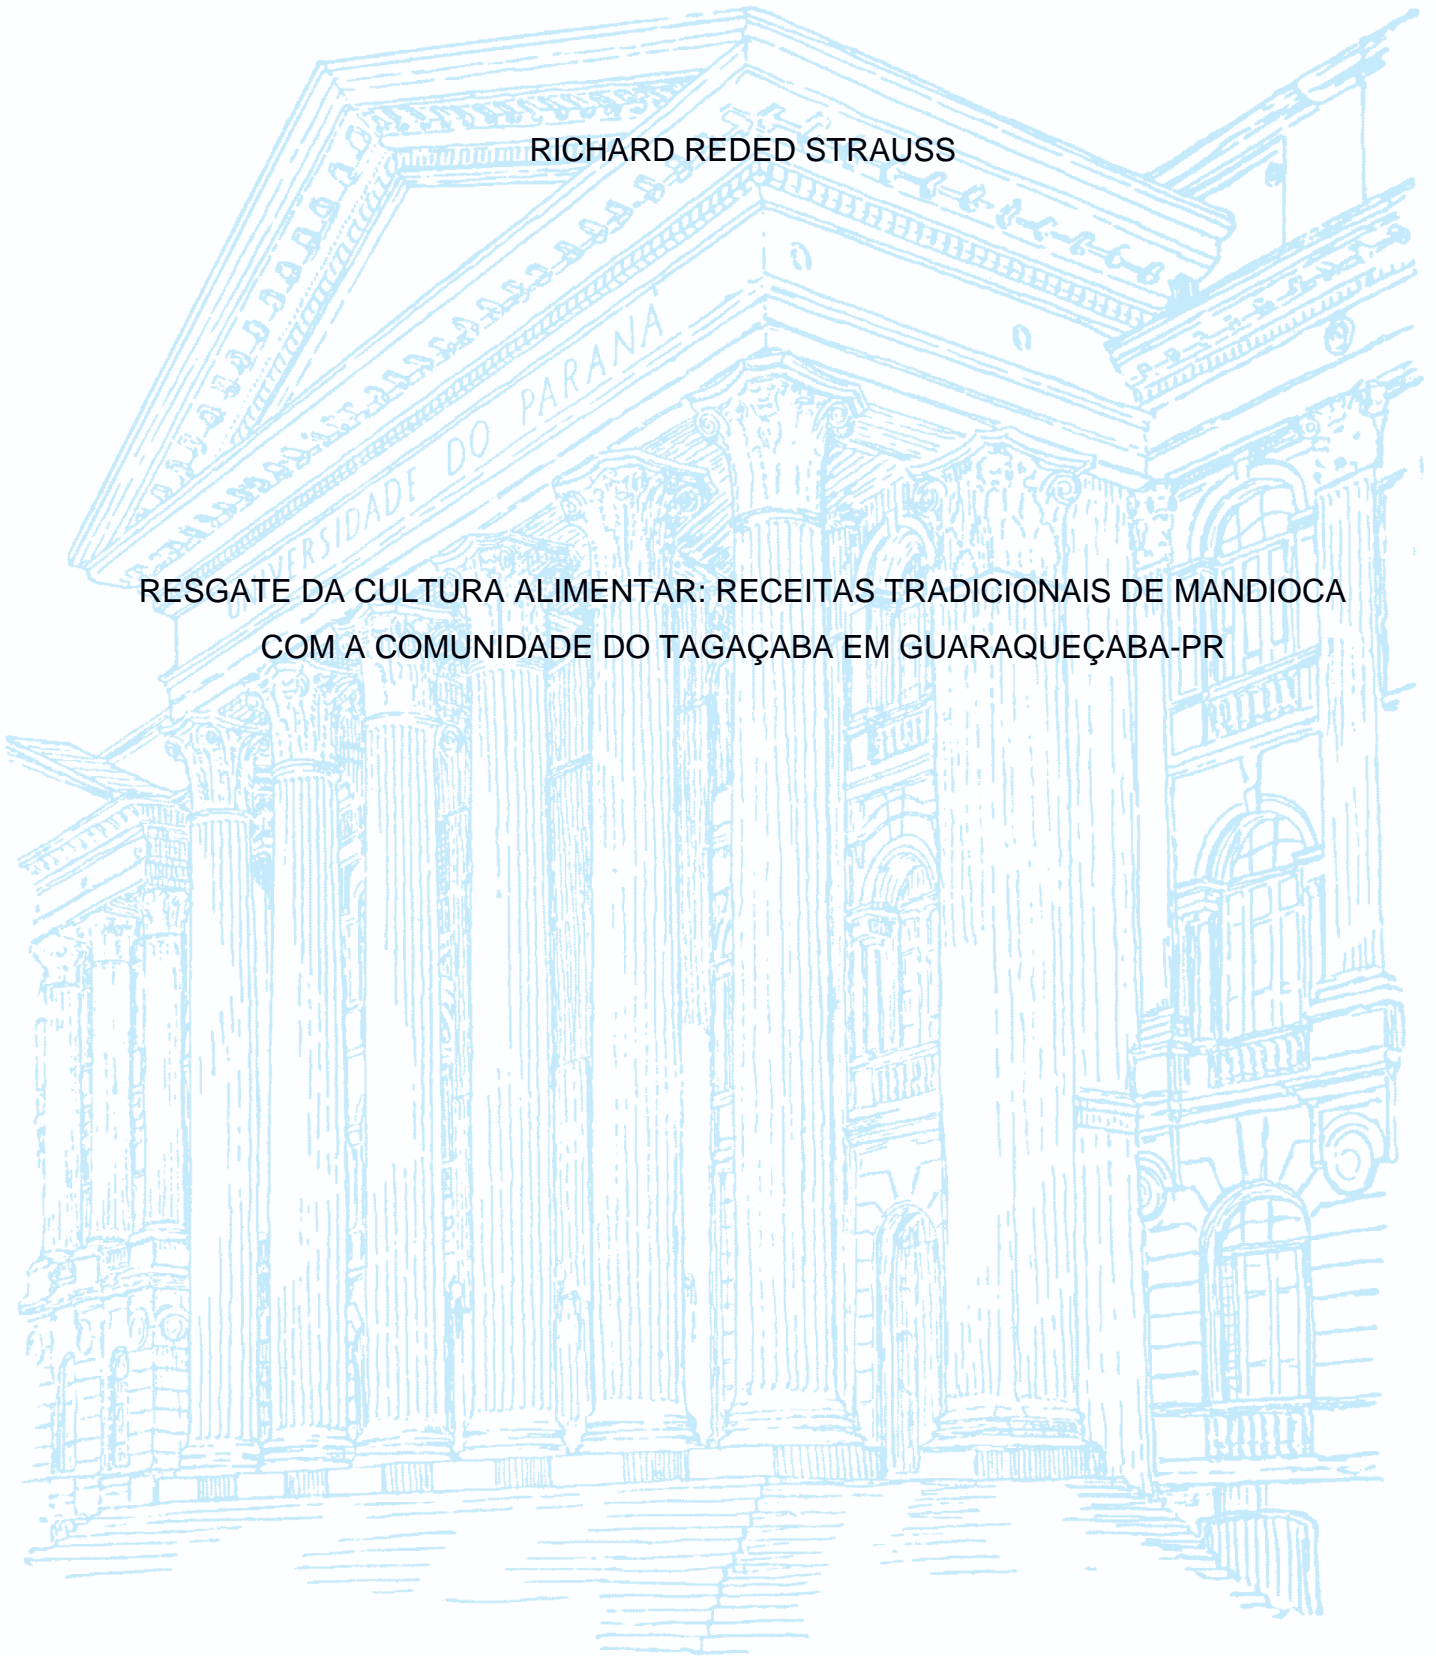 RICHARD REDED STRAUSS
UNIVERSIDADE DO PARANÁ
RESGATE DA CULTURA ALIMENTAR: RECEITAS TRADICIONAIS DE MANDIOCA
COM A COMUNIDADE DO TAGAÇABA EM GUARAQUEÇABA-PR